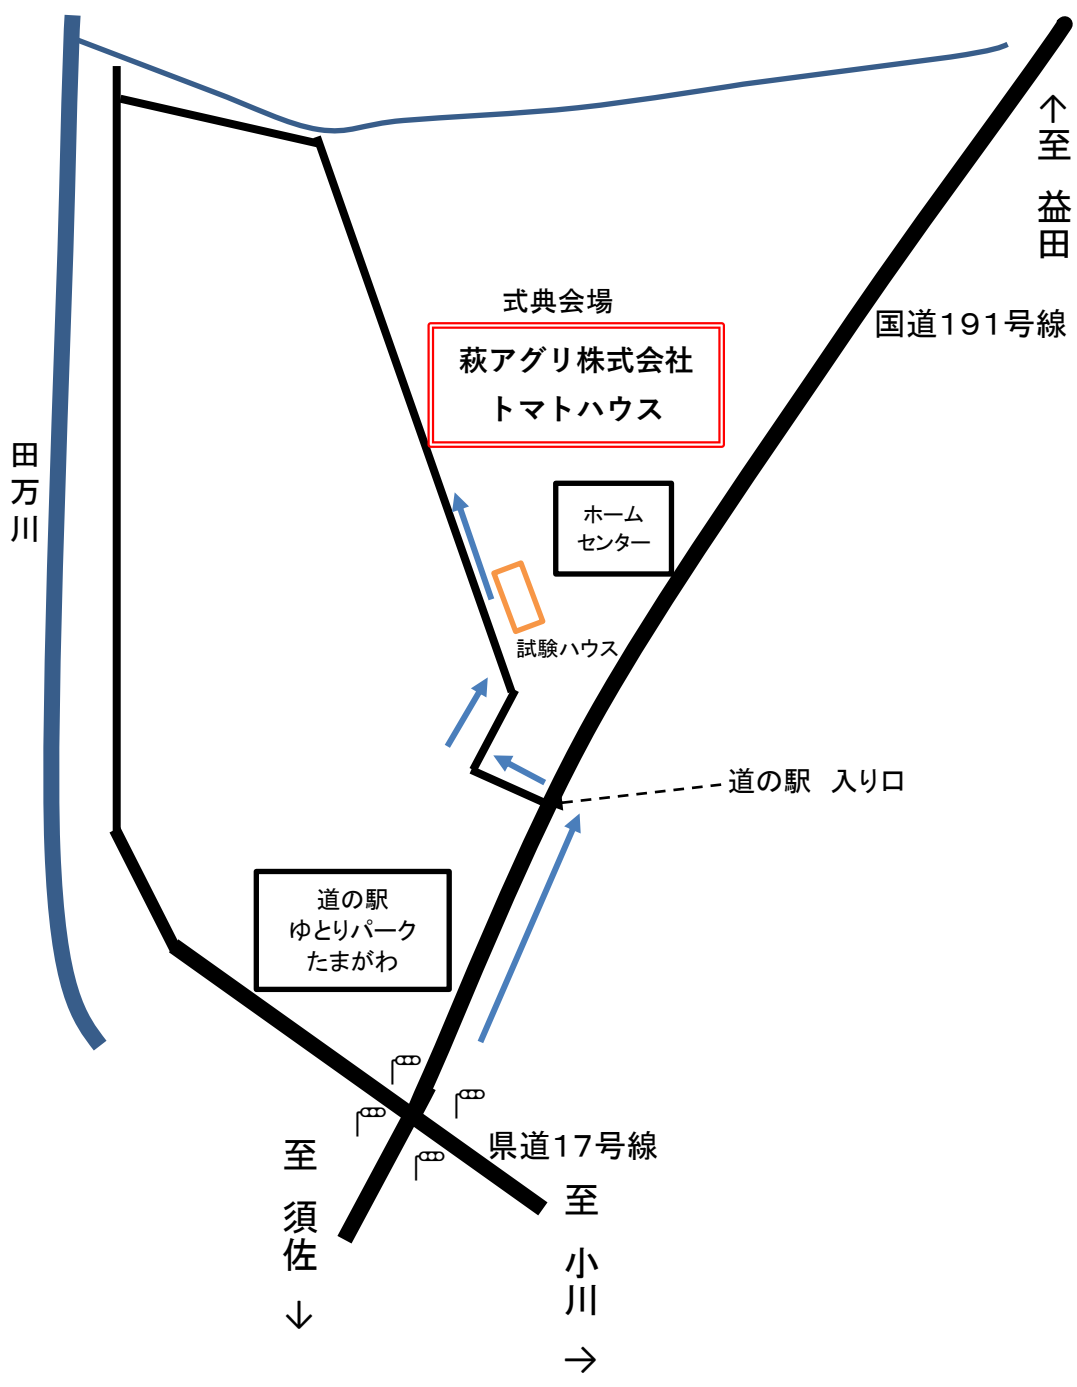 ↑至 益田
国道191号線
式典会場
萩アグリ株式会社
トマトハウス
田万川
ホーム
センター
試験ハウス
道の駅 入り口
道の駅
ゆとりパーク
たまがわ
県道17号線
至 須佐 ↓
至 小川 →